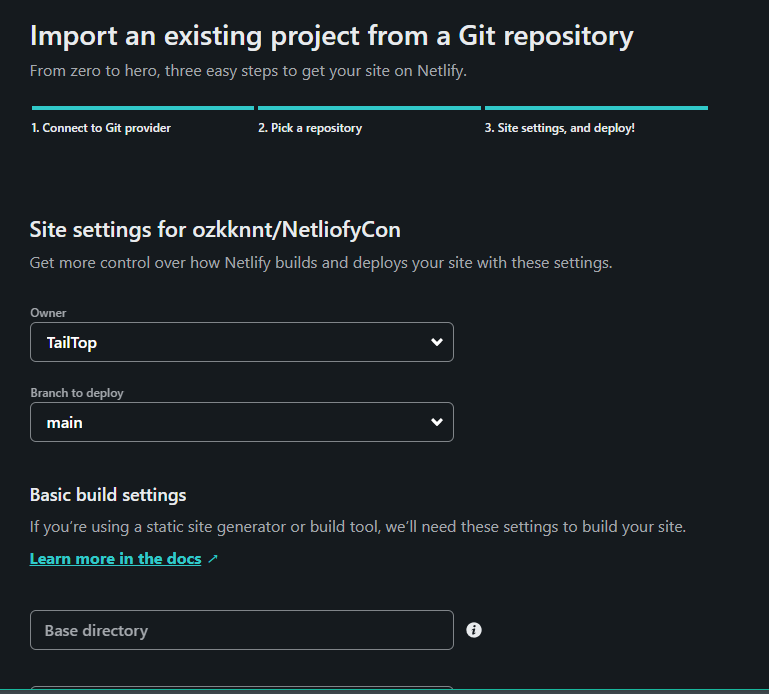 Import an existing project from a Git repository
From zero to hero, three easy steps to get your site on Netlify.
1. Connect to Git provider
2. Pick a repository
3. Site settings, and deploy!
Site settings for ozkknnt/NetliofyCon
Get more control over how Netlify builds and deploys your site with these settings.
Owner
TailTop
Branch to deploy
main
Basic build settings
If you’re using a static site generator or build tool, we’ll need these settings to build your site.
Learn more in the docs ↗
Base directory